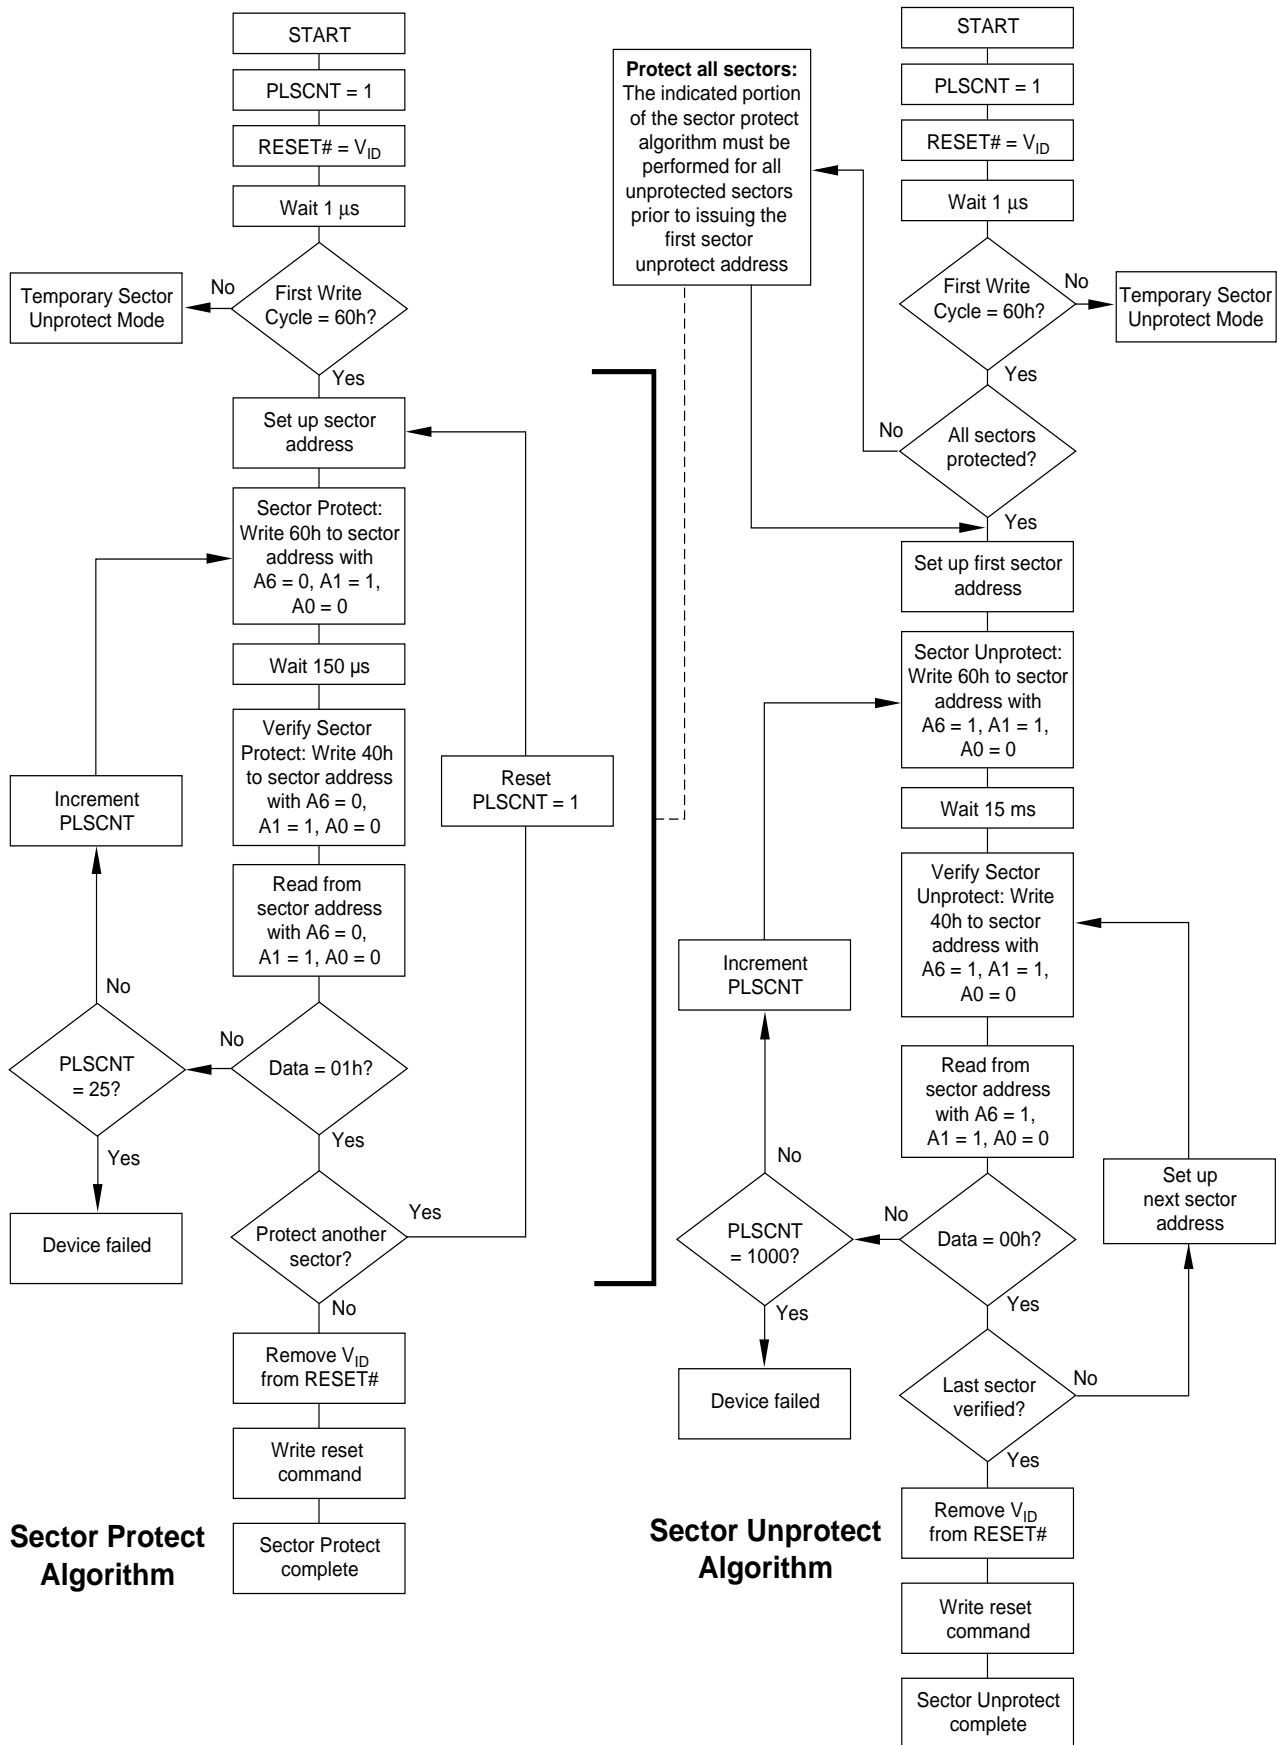 START
PLSCNT = 1
RESET# = VID
Wait 1 μs
First Write
Cycle = 60h?
No
Temporary Sector
Unprotect Mode
Yes
Set up sector
address
Sector Protect:
Write 60h to sector
address with
A6 = 0, A1 = 1,
A0 = 0
Wait 150 µs
Verify Sector
Protect: Write 40h
to sector address
with A6 = 0,
A1 = 1, A0 = 0
Increment
PLSCNT
Reset
PLSCNT = 1
Read from
sector address
with A6 = 0,
A1 = 1, A0 = 0
No
PLSCNT
= 25?
No
Data = 01h?
Yes
Yes
Device failed
Protect another
sector?
Yes
No
Remove VID
from RESET#
Write reset
command
Sector Protect
complete
Sector Protect
Algorithm
Protect all sectors:
The indicated portion
of the sector protect
algorithm must be
performed for all
unprotected sectors
prior to issuing the
first sector
unprotect address
START
PLSCNT = 1
RESET# = VID
Wait 1 μs
First Write
Cycle = 60h?
No
Temporary Sector
Unprotect Mode
Yes
No
All sectors
protected?
Yes
Set up first sector
address
Sector Unprotect:
Write 60h to sector
address with
A6 = 1, A1 = 1,
A0 = 0
Wait 15 ms
Verify Sector
Unprotect: Write
40h to sector
address with
A6 = 1, A1 = 1,
A0 = 0
Increment
PLSCNT
Read from
sector address
with A6 = 1,
A1 = 1, A0 = 0
No
Set up
next sector
address
PLSCNT
= 1000?
No
Data = 00h?
Yes
Yes
Device failed
Last sector
verified?
No
Yes
Remove VID
from RESET#
Write reset
command
Sector Unprotect
complete
Sector Unprotect
Algorithm